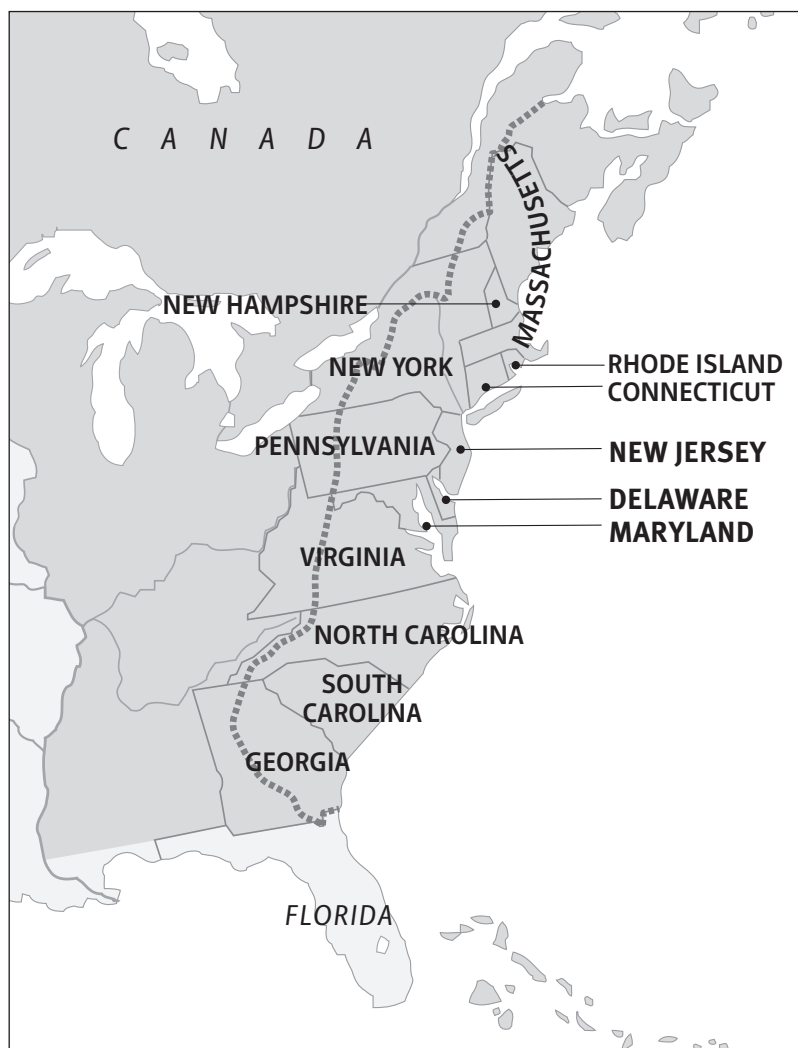 CANADA
MASSACHUSETTS
NEW HAMPSHIRE
NEW YORK
RHODE ISLAND
CONNECTICUT
PENNSYLVANIA
NEW JERSEY
DELAWARE
MARYLAND
VIRGINIA
NORTH CAROLINA
SOUTH
CAROLINA
GEORGIA
FLORIDA